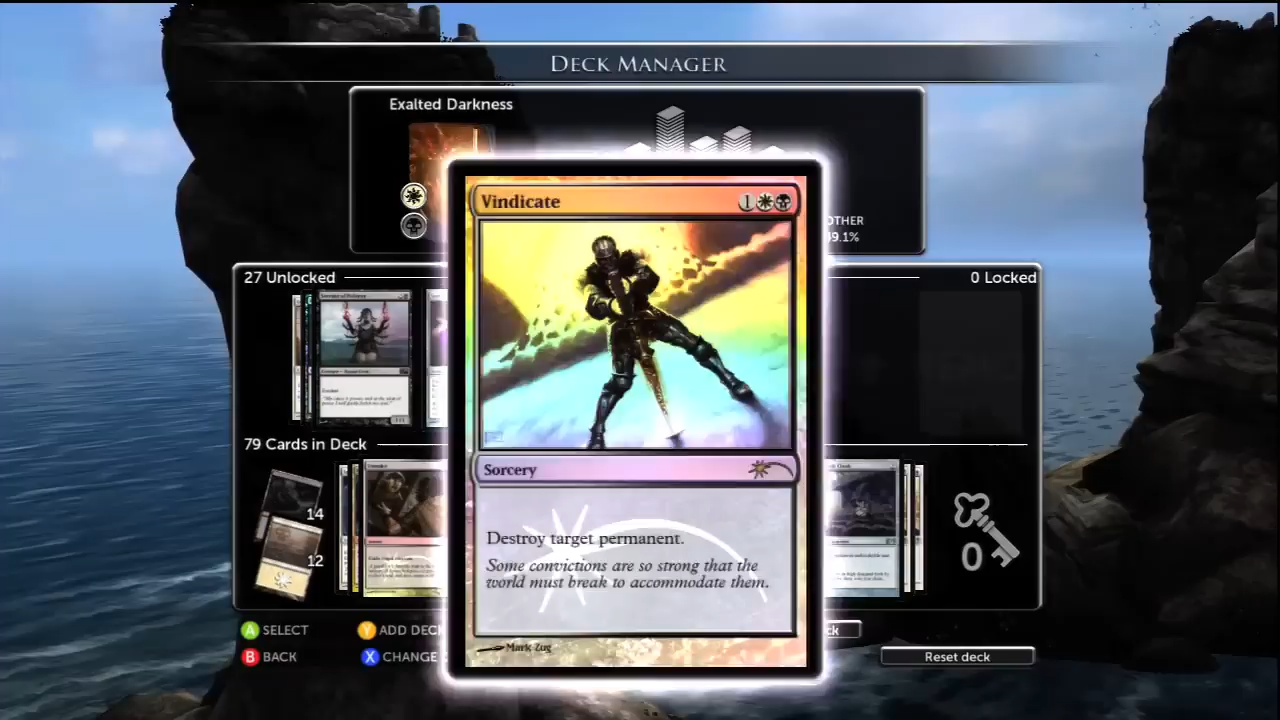 DECK MANAGER
Exalted Darkness
OTHER
49.1%
Vindicate
1
27 Unlocked
0 Locked
Sorcery
79 Cards in Deck
14
12
0
Destroy target permanent.
Some convictions are so strong that the
world must break to accommodate them.
Mark Zug
A SELECT
Y ADD DECK
B BACK
X CHANGE
Reset deck